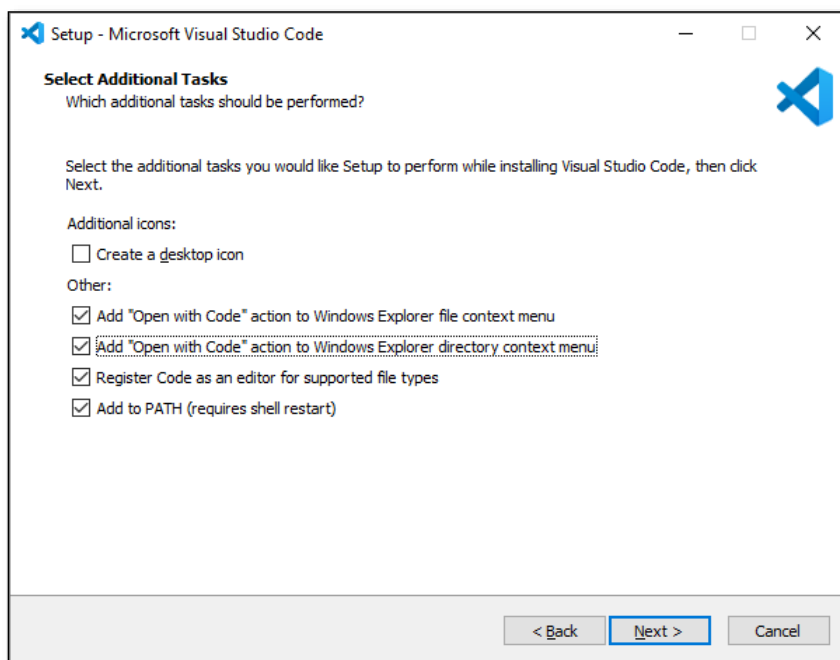 Setup - Microsoft Visual Studio Code
Select Additional Tasks
Which additional tasks should be performed?
Select the additional tasks you would like Setup to perform while installing Visual Studio Code, then click
Next.
Additional icons:
Create a desktop icon
Other:
Add "Open with Code" action to Windows Explorer file context menu
Add "Open with Code" action to Windows Explorer directory context menu
Register Code as an editor for supported file types
Add to PATH (requires shell restart)
< Back
Next >
Cancel